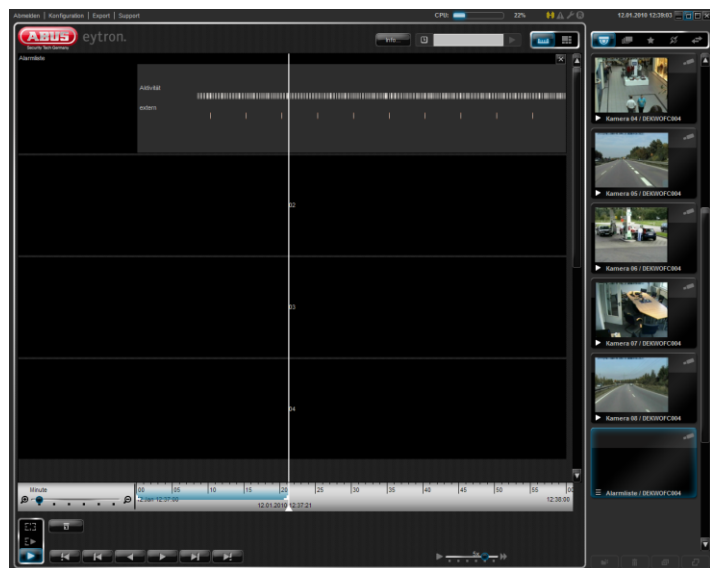 Abmelden | Konfiguration | Export | Support
CPU: 22%
12.01.2010 12:39:03
ABUS eytron.
Security Tech Germany
Info...
Alarmliste
Aktivität
extern
02
03
04
Kamera 04 / DEKWOFC004
Kamera 05 / DEKWOFC004
Kamera 06 / DEKWOFC004
Kamera 07 / DEKWOFC004
Kamera 08 / DEKWOFC004
Alarmliste / DEKWOFC004
Minute
00 05 10 15 20 25 30 35 40 45 50 55 00
12.Jan 12:37:00
12:38:00
12.01.2010 12:37:21